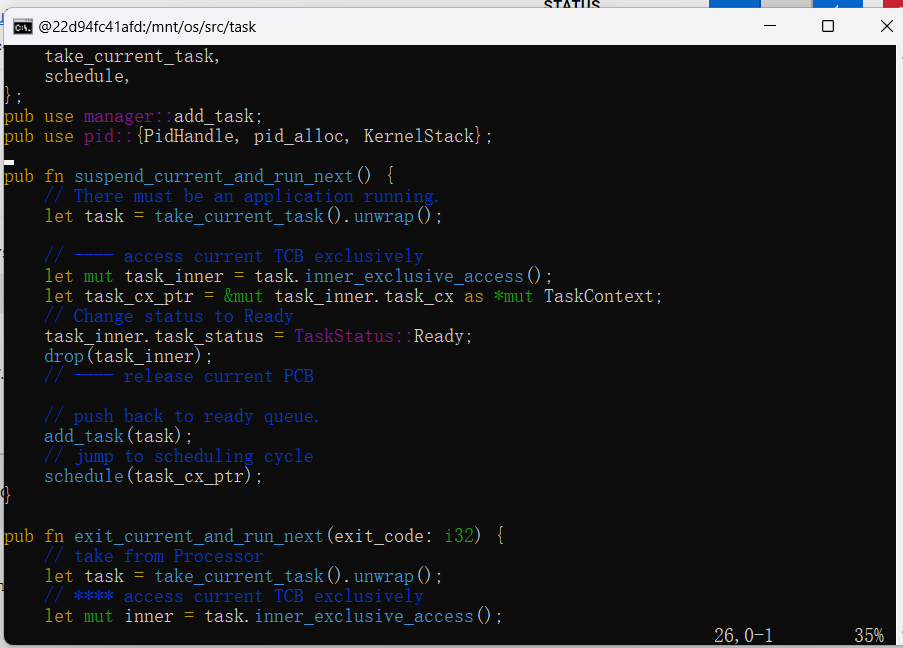 STATUS
@22d94fc41afd:/mnt/os/src/task
    take_current_task,
    schedule,
};
pub use manager::add_task;
pub use pid::{PidHandle, pid_alloc, KernelStack};

pub fn suspend_current_and_run_next() {
    // There must be an application running.
    let task = take_current_task().unwrap();

    // ---- access current TCB exclusively
    let mut task_inner = task.inner_exclusive_access();
    let task_cx_ptr = &mut task_inner.task_cx as *mut TaskContext;
    // Change status to Ready
    task_inner.task_status = TaskStatus::Ready;
    drop(task_inner);
    // ---- release current PCB

    // push back to ready queue.
    add_task(task);
    // jump to scheduling cycle
    schedule(task_cx_ptr);
}

pub fn exit_current_and_run_next(exit_code: i32) {
    // take from Processor
    let task = take_current_task().unwrap();
    // **** access current TCB exclusively
    let mut inner = task.inner_exclusive_access();
26,0-1 35%